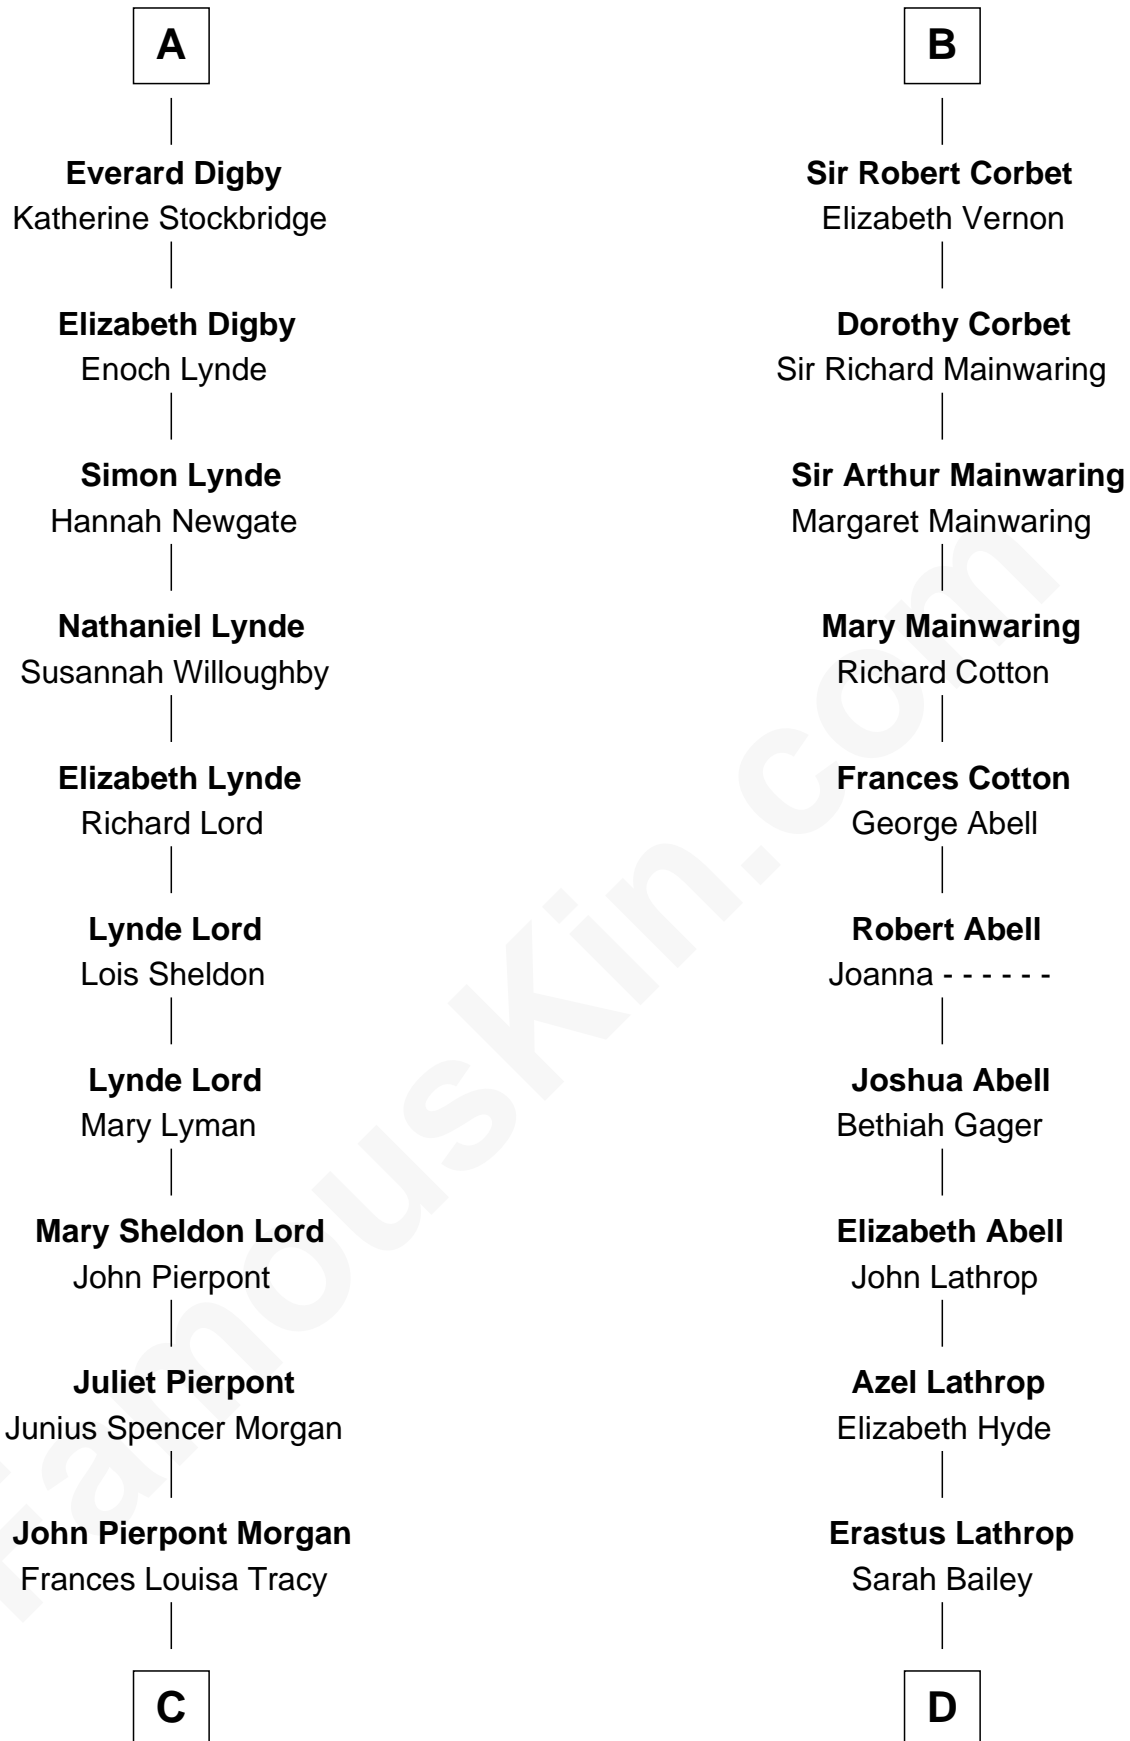 A
Everard Digby
Katherine Stockbridge
Elizabeth Digby
Enoch Lynde
Simon Lynde
Hannah Newgate
Nathaniel Lynde
Susannah Willoughby
Elizabeth Lynde
Richard Lord
Lynde Lord
Lois Sheldon
Lynde Lord
Mary Lyman
Mary Sheldon Lord
John Pierpont
Juliet Pierpont
Junius Spencer Morgan
John Pierpont Morgan
Frances Louisa Tracy
C
B
Sir Robert Corbet
Elizabeth Vernon
Dorothy Corbet
Sir Richard Mainwaring
Sir Arthur Mainwaring
Margaret Mainwaring
Mary Mainwaring
Richard Cotton
Frances Cotton
George Abell
Robert Abell
Joanna - - - - - -
Joshua Abell
Bethiah Gager
Elizabeth Abell
John Lathrop
Azel Lathrop
Elizabeth Hyde
Erastus Lathrop
Sarah Bailey
D
FamousKin.com